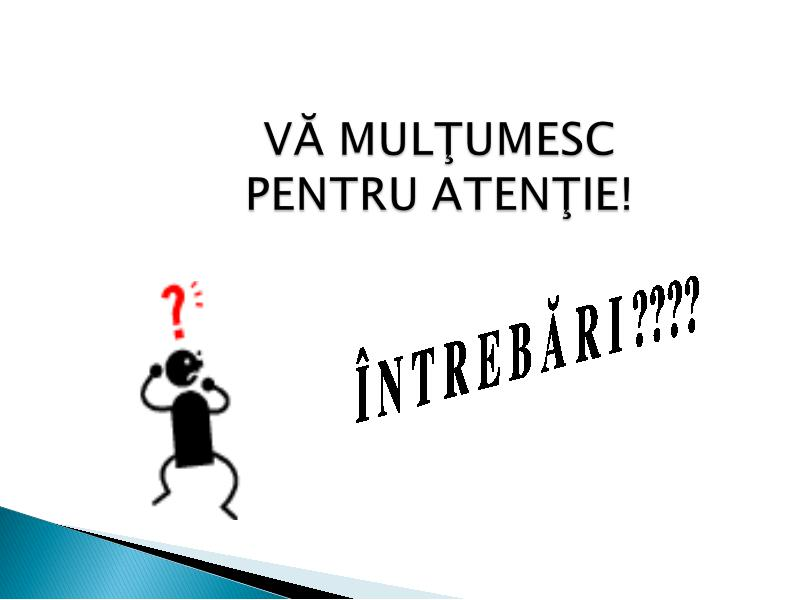 VĂ MULŢUMESC
PENTRU ATENŢIE!
?
ÎNTREBĂRI????